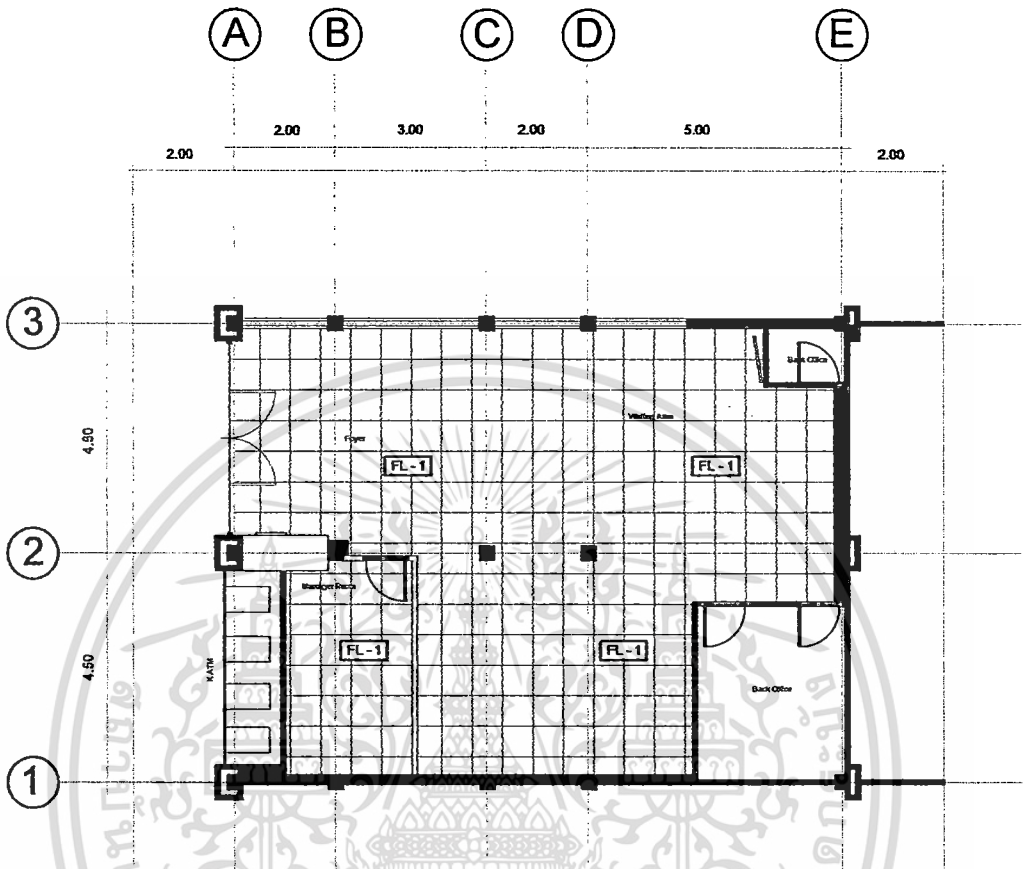 A B C D E
2.00 3.00 2.00 5.00
2.00 2.00
3
Back Office
Waiting Area
Foyer
4.50
FL-1 FL-1
2
Manager Room
FL-1 FL-1
4.50
K-ATM
Back Office
1